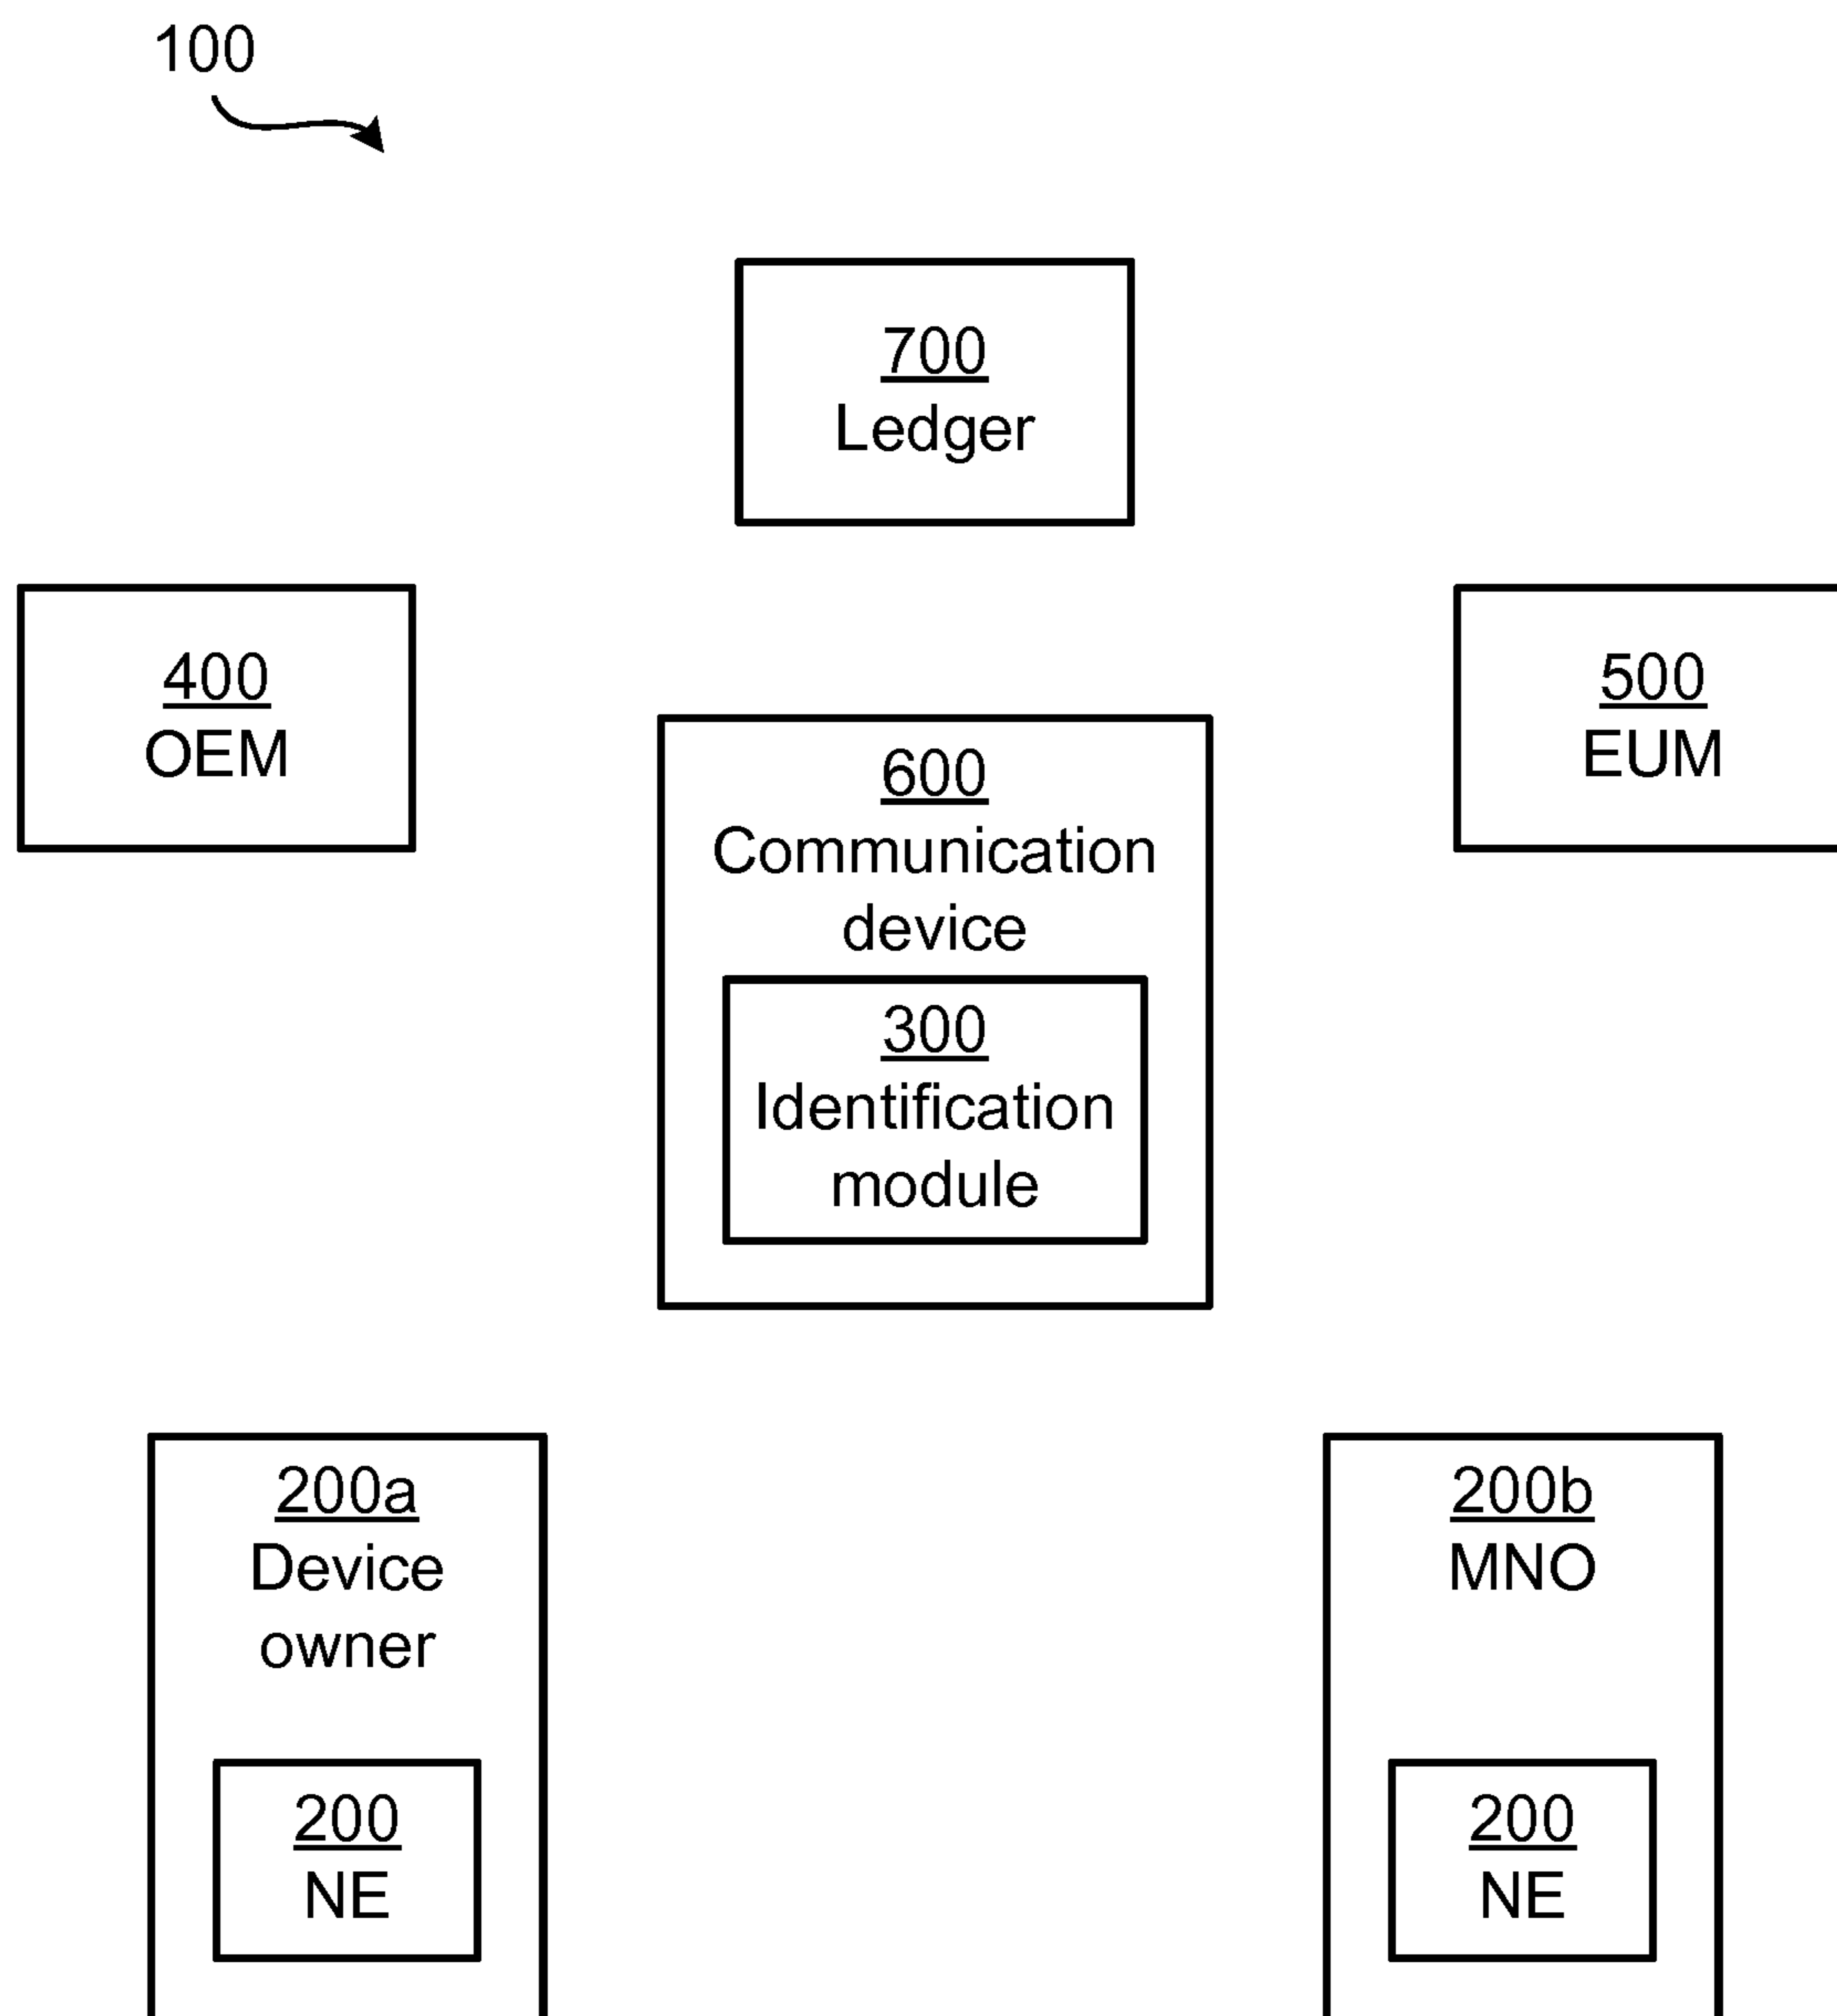 100
700
Ledger
400
OEM
500
EUM
600
Communication
device
300
Identification
module
200a
Device
owner
200
NE
200b
MNO
200
NE